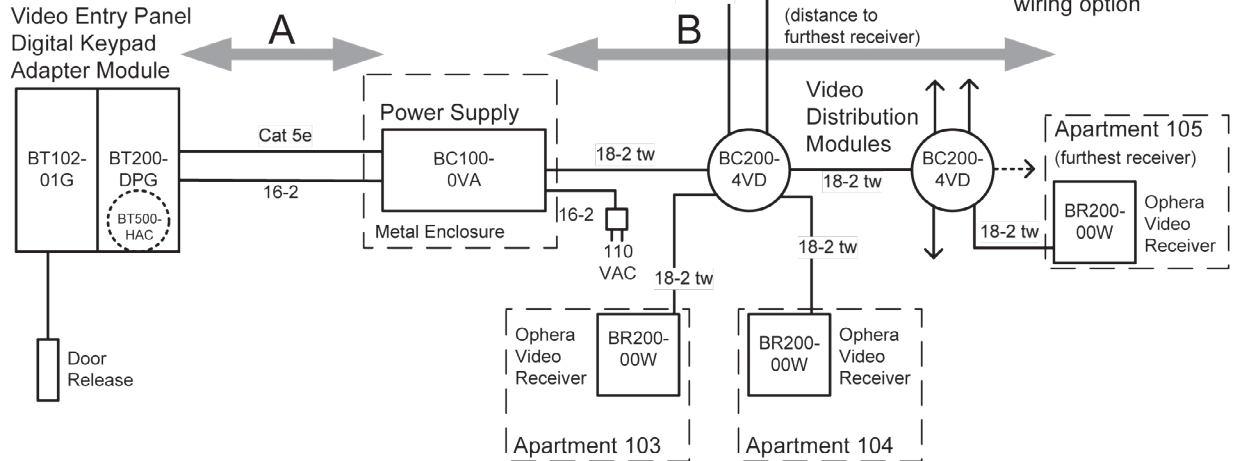 Video Entry Panel
Digital Keypad
Adapter Module
A
B
(distance to
furthest receiver)
wiring option
BT102-
01G
BT200-
DPG
BT500-
HAC
Cat 5e
16-2
Power Supply
BC100-
0VA
Metal Enclosure
18-2 tw
16-2
110
VAC
BC200-
4VD
Video
Distribution
Modules
18-2 tw
BC200-
4VD
18-2 tw
18-2 tw
18-2 tw
Apartment 105
(furthest receiver)
BR200-
00W
Ophera
Video
Receiver
Door
Release
Ophera
Video
Receiver
BR200-
00W
Apartment 103
BR200-
00W
Ophera
Video
Receiver
Apartment 104